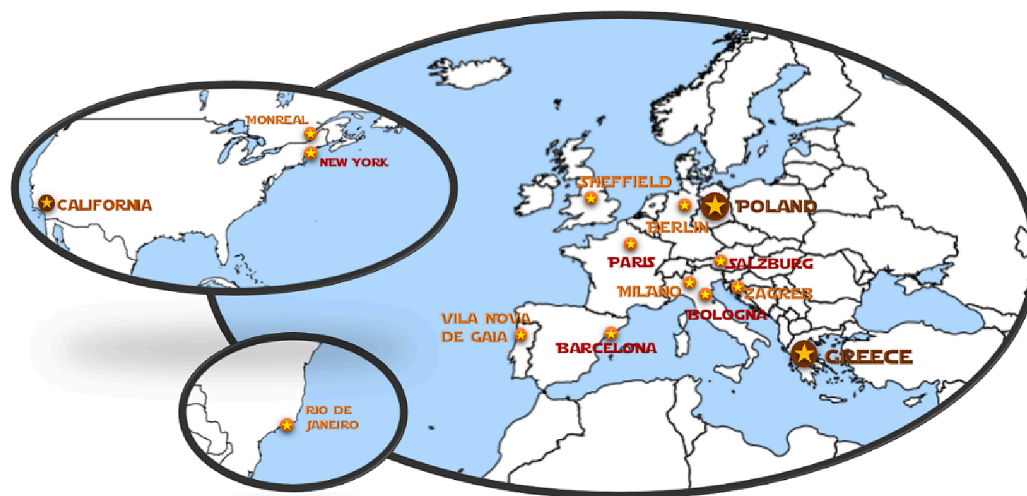 MONREAL
NEW YORK
CALIFORNIA
SHEFFIELD
POLAND
BERLIN
PARIS
SALZBURG
MILANO
ZAGREB
BOLOGNA
VILA NOVA
DE GAIA
BARCELONA
GREECE
RIO DE
JANEIRO